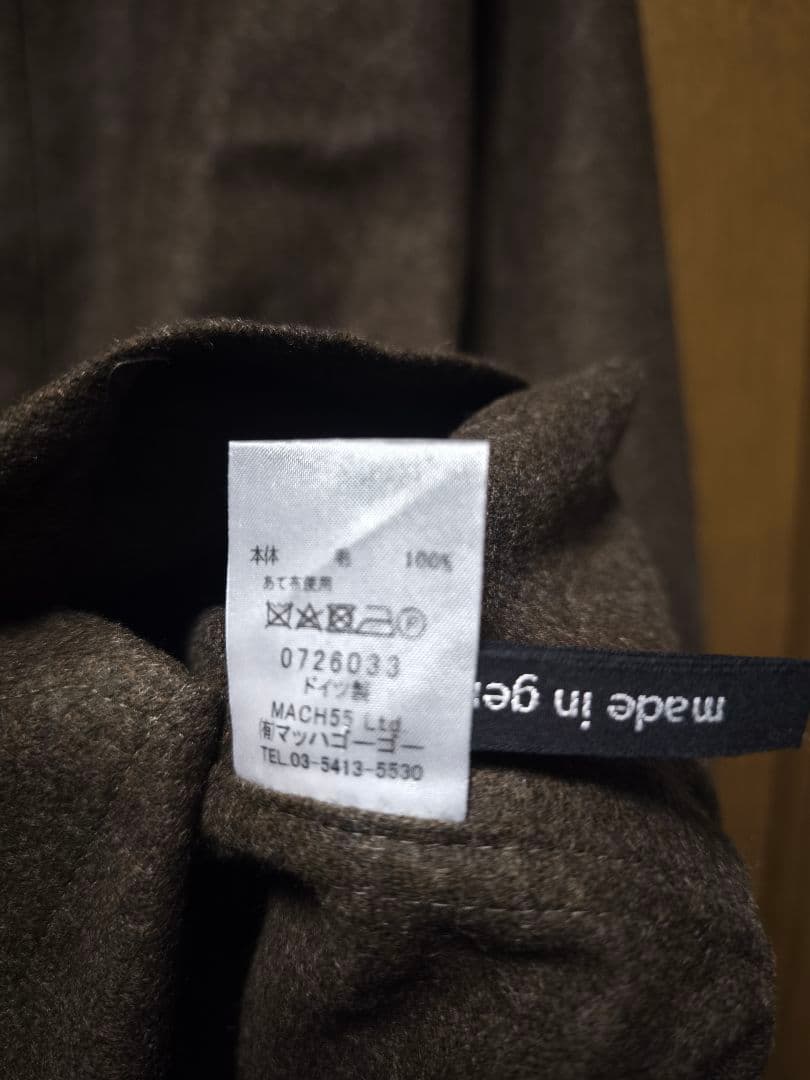 本体 毛 100%
あて布使用
0726033
ドイツ製
MACH55 Ltd.
(有)マッハゴーゴー
TEL.03-5413-5530
made in ge